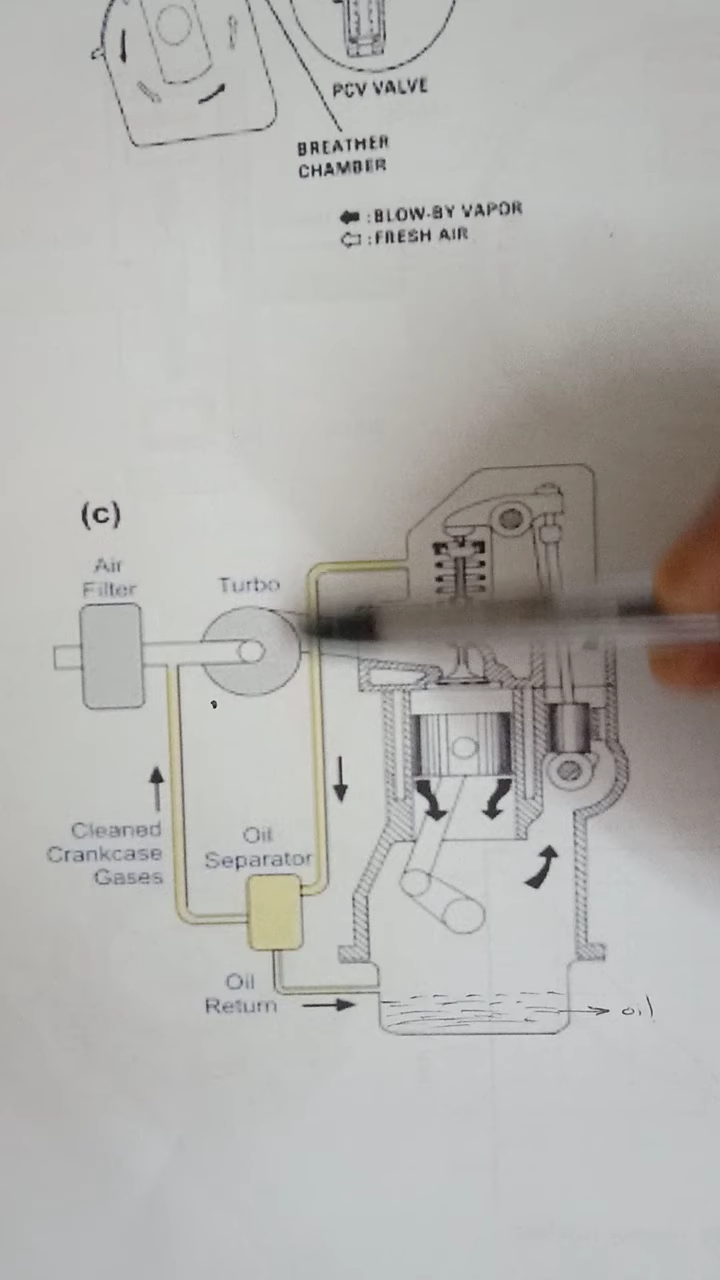 PCV VALVE
BREATHER
CHAMBER
:BLOW-BY VAPOR
:FRESH AIR
(c)
Air
Filter
Turbo
Cleaned
Crankcase
Gases
Oil
Separator
Oil
Return
oil